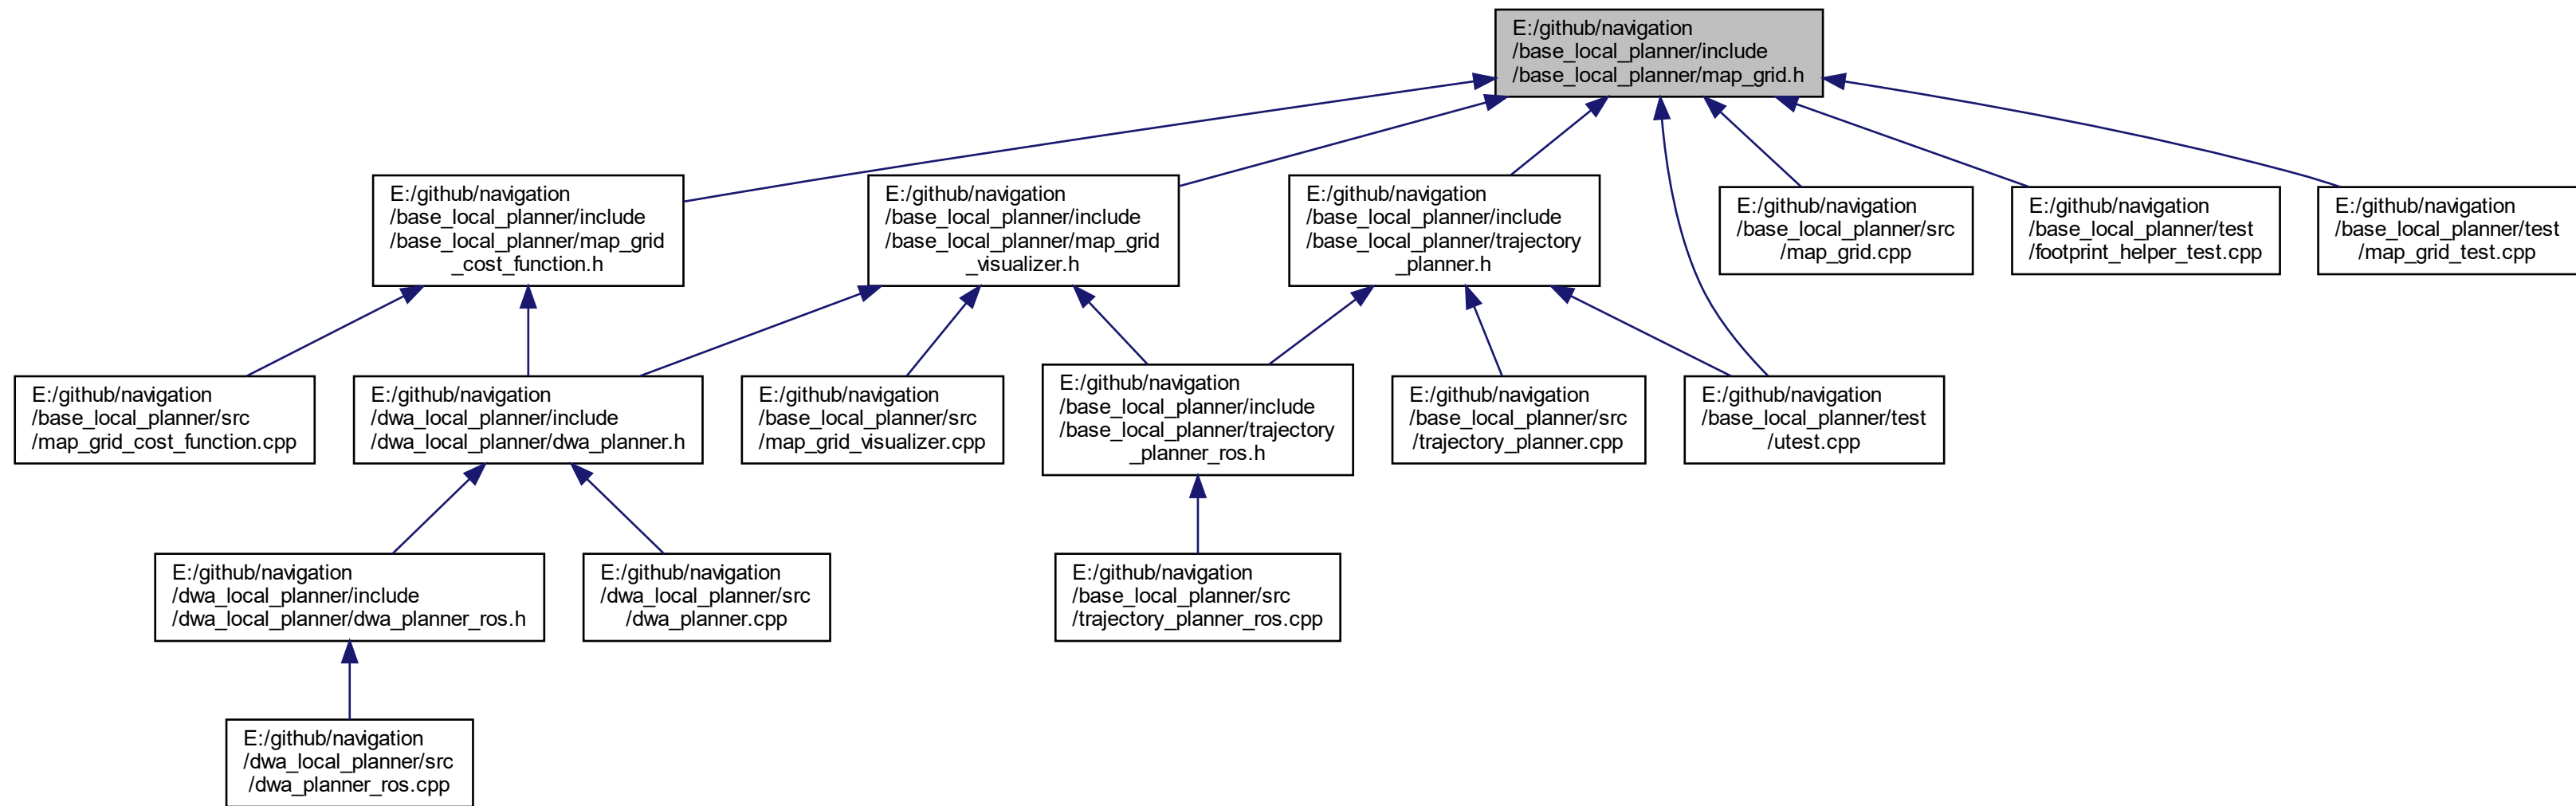 E:/github/navigation
/base_local_planner/include
/base_local_planner/map_grid.h
E:/github/navigation
/base_local_planner/include
/base_local_planner/map_grid
_cost_function.h
E:/github/navigation
/base_local_planner/include
/base_local_planner/map_grid
_visualizer.h
E:/github/navigation
/base_local_planner/include
/base_local_planner/trajectory
_planner.h
E:/github/navigation
/base_local_planner/src
/map_grid.cpp
E:/github/navigation
/base_local_planner/test
/footprint_helper_test.cpp
E:/github/navigation
/base_local_planner/test
/map_grid_test.cpp
E:/github/navigation
/base_local_planner/src
/map_grid_cost_function.cpp
E:/github/navigation
/dwa_local_planner/include
/dwa_local_planner/dwa_planner.h
E:/github/navigation
/base_local_planner/src
/map_grid_visualizer.cpp
E:/github/navigation
/base_local_planner/include
/base_local_planner/trajectory
_planner_ros.h
E:/github/navigation
/base_local_planner/src
/trajectory_planner.cpp
E:/github/navigation
/base_local_planner/test
/utest.cpp
E:/github/navigation
/dwa_local_planner/include
/dwa_local_planner/dwa_planner_ros.h
E:/github/navigation
/dwa_local_planner/src
/dwa_planner.cpp
E:/github/navigation
/base_local_planner/src
/trajectory_planner_ros.cpp
E:/github/navigation
/dwa_local_planner/src
/dwa_planner_ros.cpp